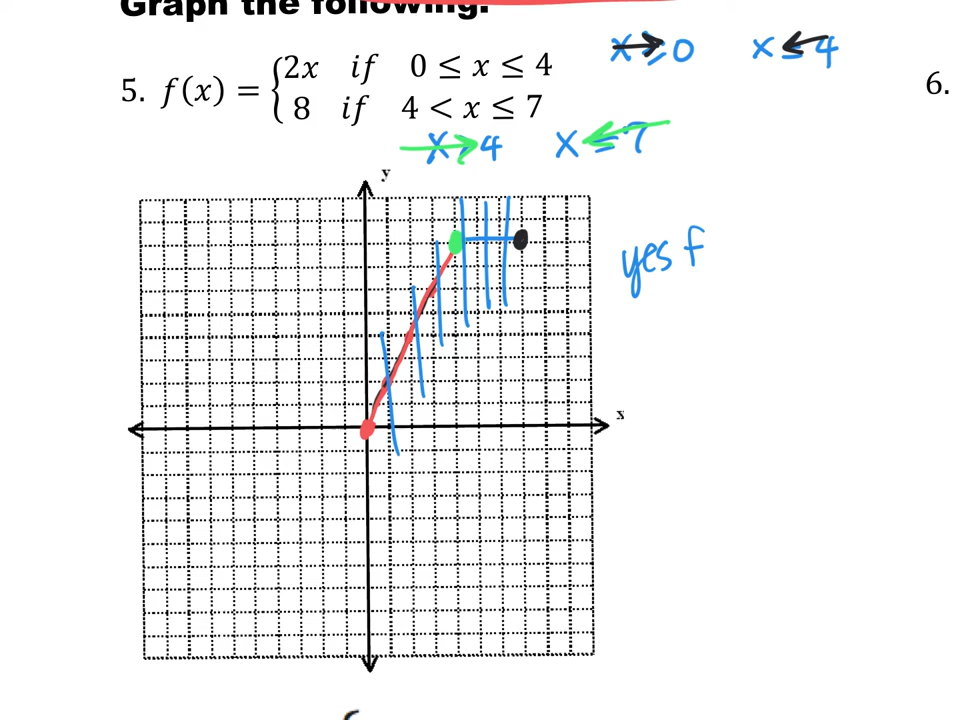 Graph the following:
x ≥ 0 x ≤ 4
5. f(x) = {2x if 0 ≤ x ≤ 4
8 if 4 < x ≤ 7
6.
x > 4 x ≤ 7
y
yes f
x